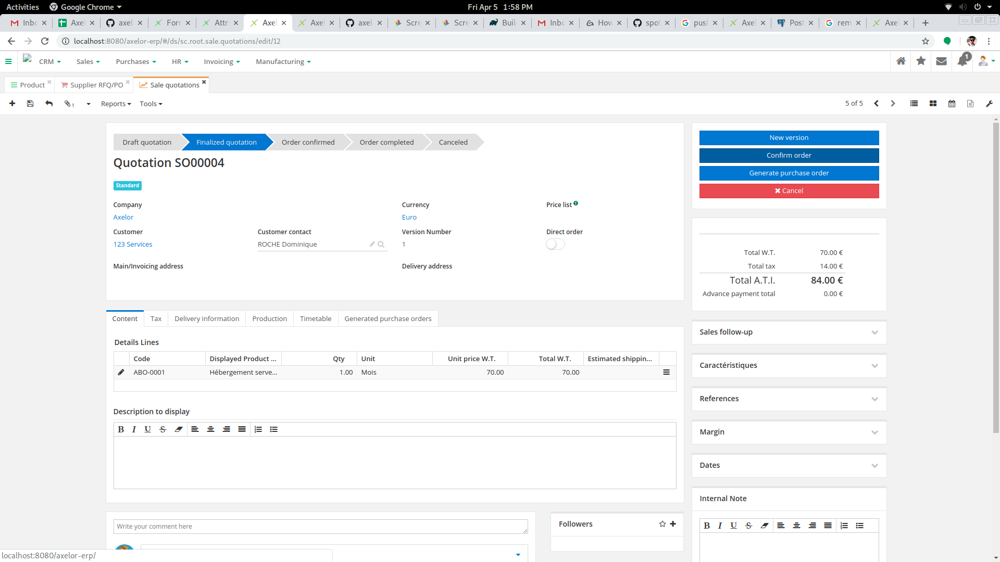 Activities Google Chrome Fri Apr 5 1:58 PM
Inbc Axel axel Forr Attrs Axel Axel axel Scre Scre Buil Inbc How spot pusl Axel Post rem Axel
localhost:8080/axelor-erp/#/ds/sc.root.sale.quotations/edit/12
CRM Sales Purchases HR Invoicing Manufacturing 1
Product Supplier RFQ/PO Sale quotations
1 Reports Tools 5 of 5
Draft quotation Finalized quotation Order confirmed Order completed Canceled
Quotation SO00004
Standard
Company Currency Price list
Axelor Euro
Customer Customer contact Version Number Direct order
123 Services ROCHE Dominique 1
Main/Invoicing address Delivery address
New version
Confirm order
Generate purchase order
Cancel
Total W.T. 70.00 €
Total tax 14.00 €
Total A.T.I. 84.00 €
Advance payment total 0.00 €
Content Tax Delivery information Production Timetable Generated purchase orders
Details Lines
Code Displayed Product ... Qty Unit Unit price W.T. Total W.T. Estimated shippin...
ABO-0001 Hébergement serve... 1.00 Mois 70.00 70.00
Description to display
B I U S
Sales follow-up
Caractéristiques
References
Margin
Dates
Internal Note
B I U S
Write your comment here
Followers
localhost:8080/axelor-erp/